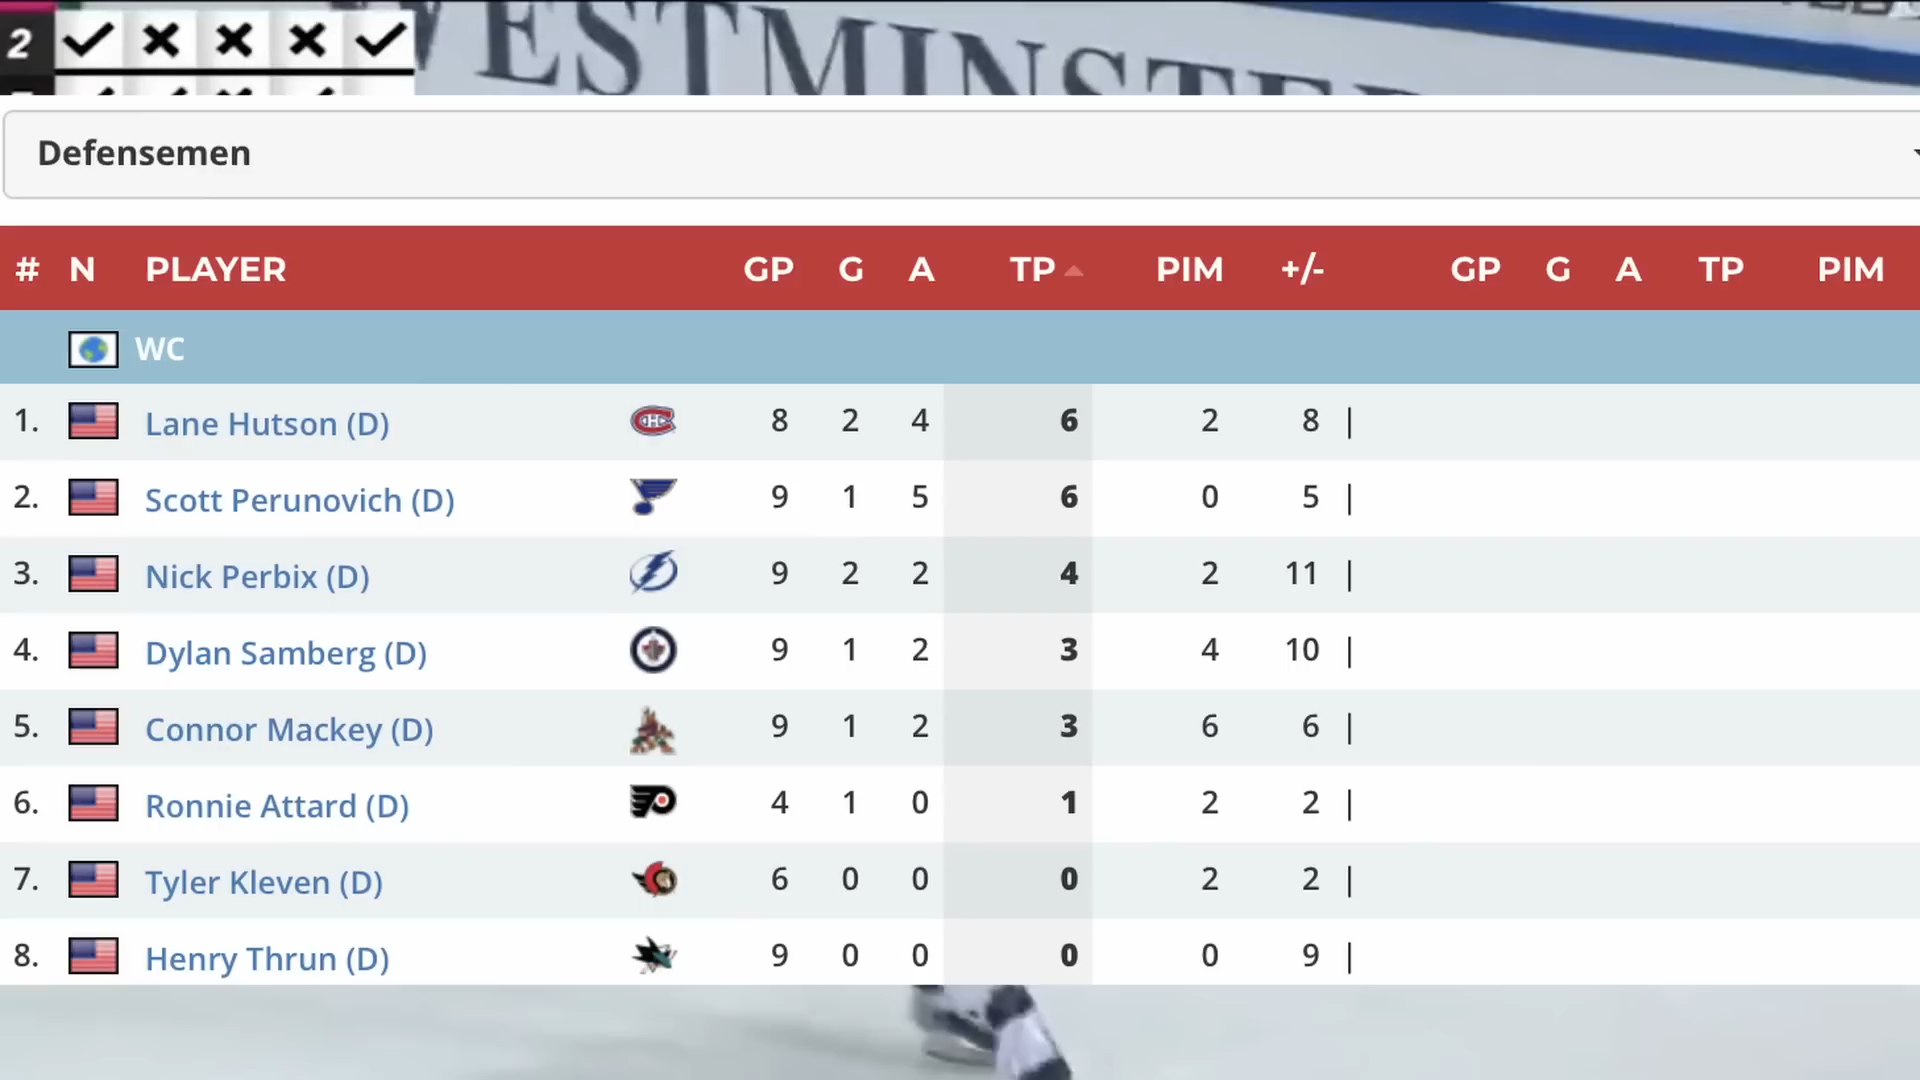 2
WESTMINSTER
Defensemen
# N PLAYER GP G A TP PIM +/- GP G A TP PIM
WC
1. Lane Hutson (D) 8 2 4 6 2 8 |
2. Scott Perunovich (D) 9 1 5 6 0 5 |
3. Nick Perbix (D) 9 2 2 4 2 11 |
4. Dylan Samberg (D) 9 1 2 3 4 10 |
5. Connor Mackey (D) 9 1 2 3 6 6 |
6. Ronnie Attard (D) 4 1 0 1 2 2 |
7. Tyler Kleven (D) 6 0 0 0 2 2 |
8. Henry Thrun (D) 9 0 0 0 0 9 |